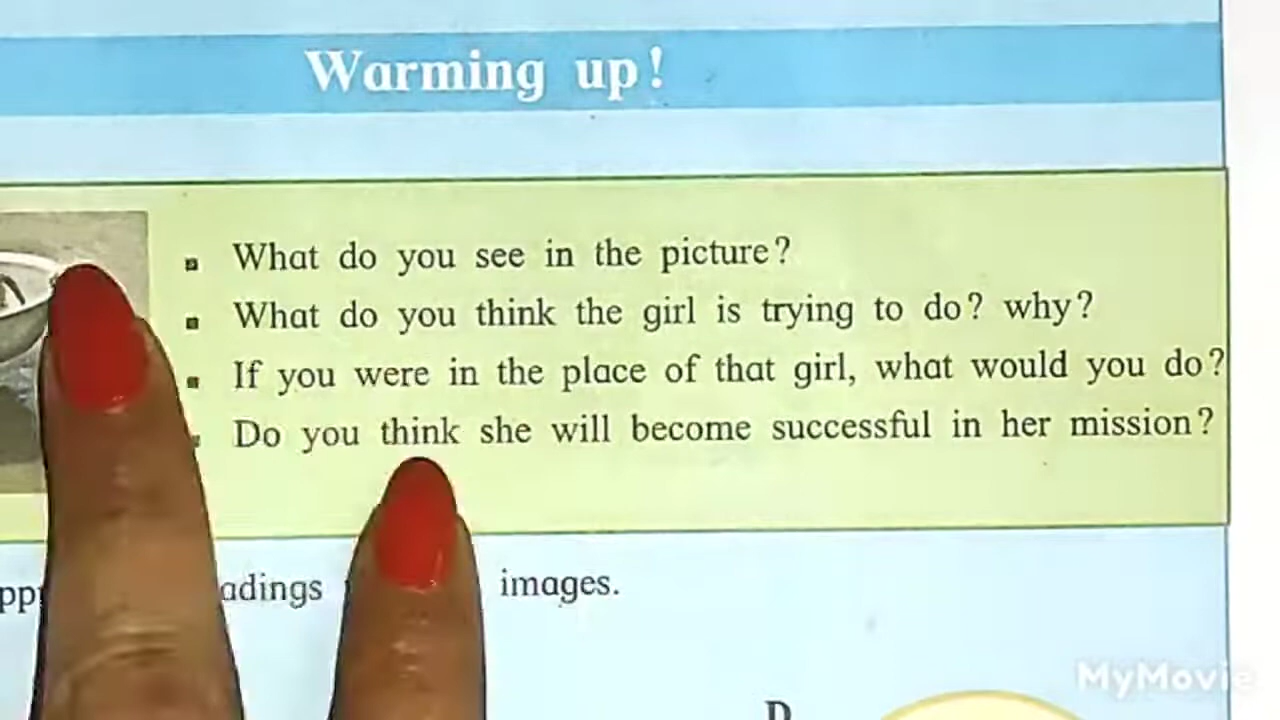 Warming up!
What do you see in the picture?
What do you think the girl is trying to do? why?
If you were in the place of that girl, what would you do?
Do you think she will become successful in her mission?
images.
MyMovie